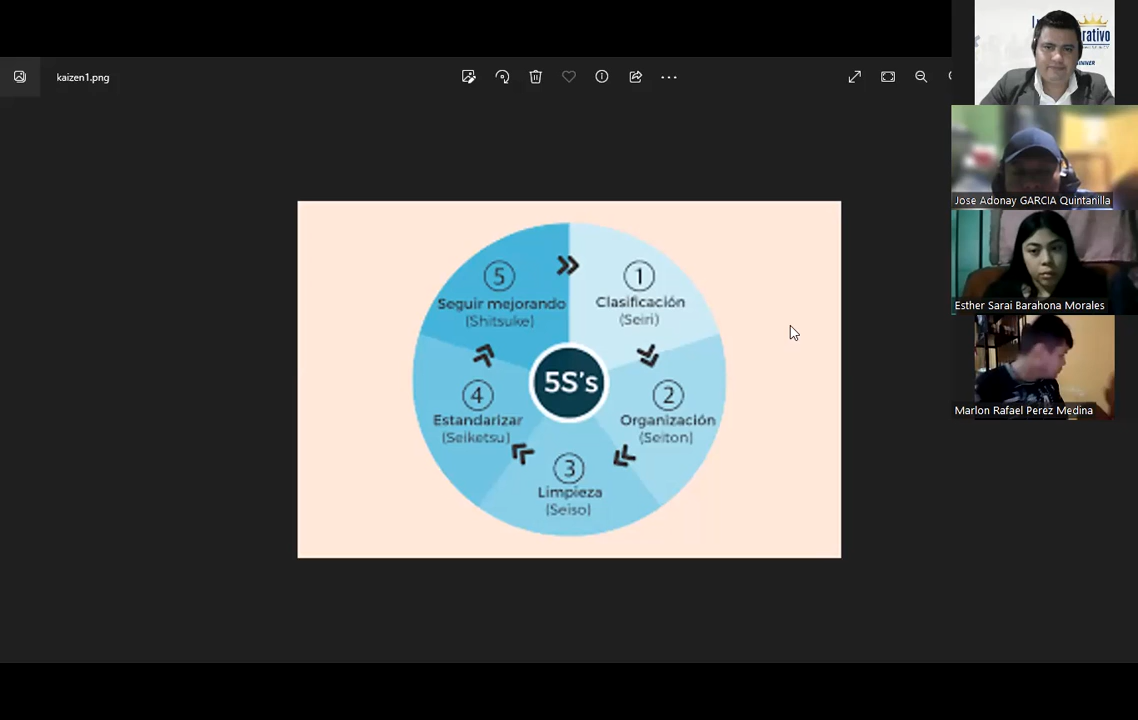 kaizen1.png
5
Seguir mejorando
(Shitsuke)
1
Clasificación
(Seiri)
5S's
4
Estandarizar
(Seiketsu)
2
Organización
(Seiton)
3
Limpieza
(Seiso)
Jose Adonay GARCIA Quintanilla
Esther Sarai Barahona Morales
Marlon Rafael Perez Medina